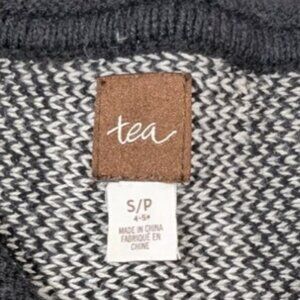 tea
S/P
4-5*
MADE IN CHINA
FABRIQUÉ EN
CHINE